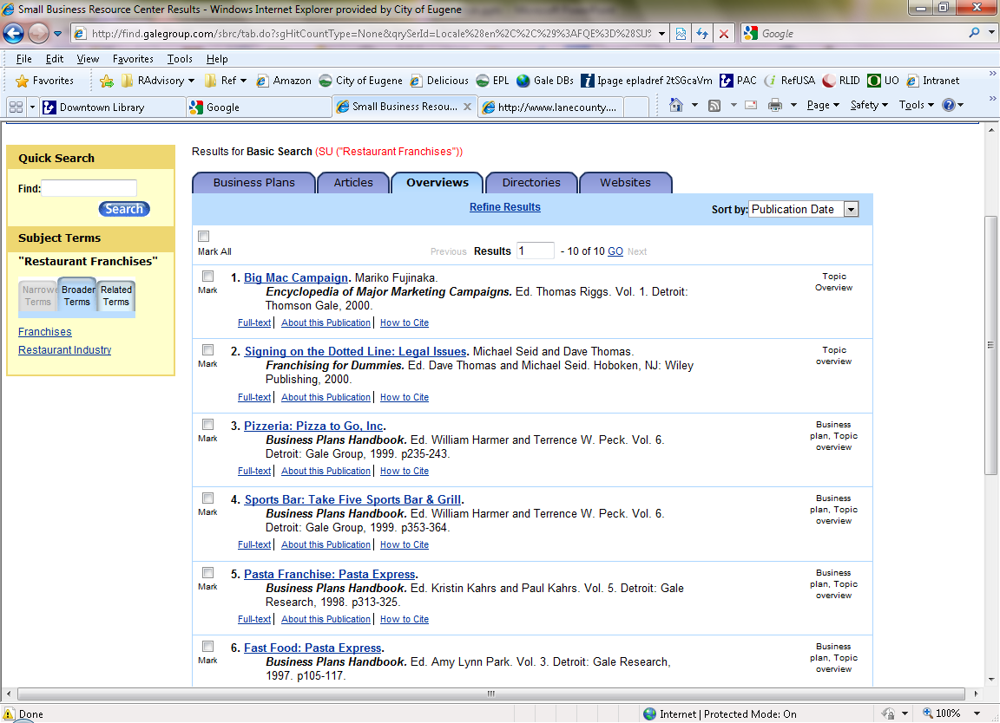 Small Business Resource Center Results - Windows Internet Explorer provided by City of Eugene
http://find.galegroup.com/sbrc/tab.do?sgHitCountType=None&qrySerId=Locale%28en%2C%2C%29%3AFQE%3D%28SU%
Google
File Edit View Favorites Tools Help
Favorites RAdvisory Ref Amazon City of Eugene Delicious EPL Gale DBs Ipage epladref 2tSGcaVm PAC RefUSA RLID UO Intranet »
Downtown Library Google Small Business Resou... http://www.lanecounty.... Page Safety Tools »
Quick Search
Find:
Search
Subject Terms
"Restaurant Franchises"
Narrowe Broader Related
Terms Terms Terms
Franchises
Restaurant Industry
Results for Basic Search (SU ("Restaurant Franchises"))
Business Plans Articles Overviews Directories Websites
Refine Results Sort by: Publication Date
Mark All Previous Results 1 - 10 of 10 GO Next
Mark
1. Big Mac Campaign. Mariko Fujinaka.
Encyclopedia of Major Marketing Campaigns. Ed. Thomas Riggs. Vol. 1. Detroit:
Thomson Gale, 2000.
Full-text | About this Publication | How to Cite
Topic
Overview
Mark
2. Signing on the Dotted Line: Legal Issues. Michael Seid and Dave Thomas.
Franchising for Dummies. Ed. Dave Thomas and Michael Seid. Hoboken, NJ: Wiley
Publishing, 2000.
Full-text | About this Publication | How to Cite
Topic
overview
Mark
3. Pizzeria: Pizza to Go, Inc.
Business Plans Handbook. Ed. William Harmer and Terrence W. Peck. Vol. 6.
Detroit: Gale Group, 1999. p235-243.
Full-text | About this Publication | How to Cite
Business
plan, Topic
overview
Mark
4. Sports Bar: Take Five Sports Bar & Grill.
Business Plans Handbook. Ed. William Harmer and Terrence W. Peck. Vol. 6.
Detroit: Gale Group, 1999. p353-364.
Full-text | About this Publication | How to Cite
Business
plan, Topic
overview
Mark
5. Pasta Franchise: Pasta Express.
Business Plans Handbook. Ed. Kristin Kahrs and Paul Kahrs. Vol. 5. Detroit: Gale
Research, 1998. p313-325.
Full-text | About this Publication | How to Cite
Business
plan, Topic
overview
Mark
6. Fast Food: Pasta Express.
Business Plans Handbook. Ed. Amy Lynn Park. Vol. 3. Detroit: Gale Research,
1997. p105-117.
Business
plan, Topic
overview
Done Internet | Protected Mode: On 100%